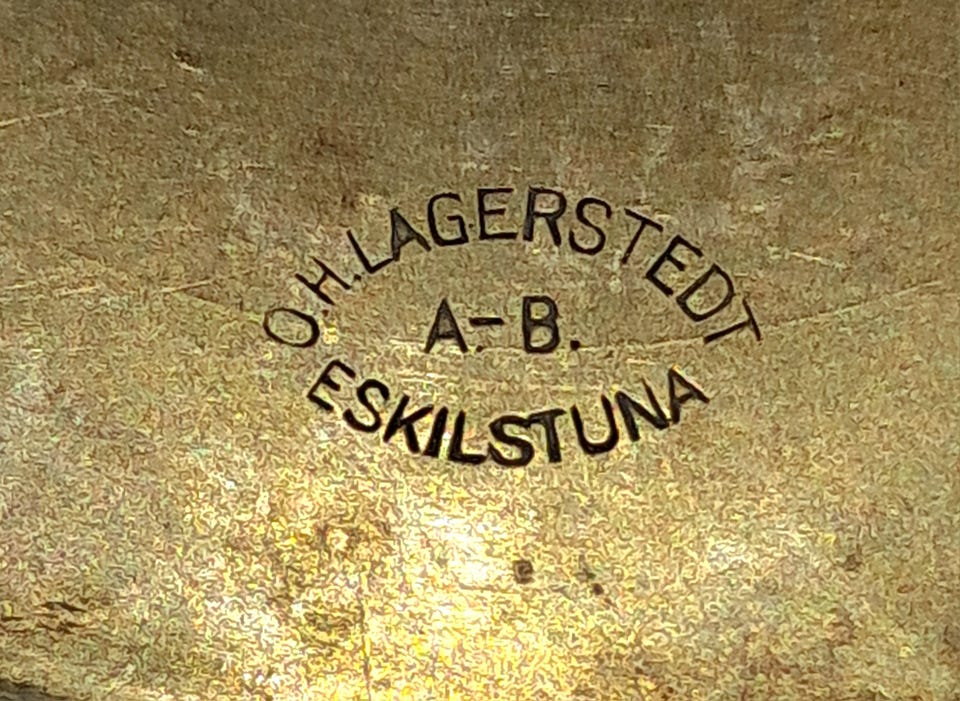 O.H.LAGERSTEDT
A.-B.
ESKILSTUNA